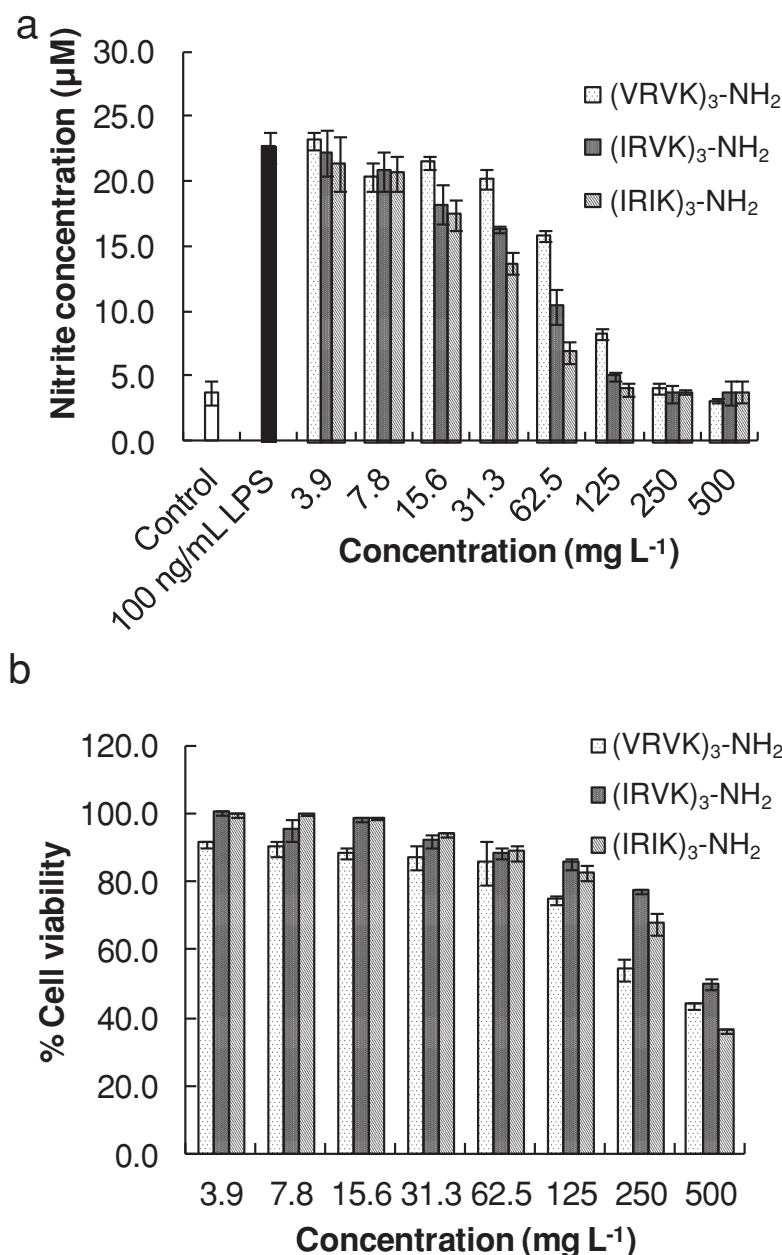 a
Nitrite concentration (µM)
30.0
25.0
20.0
15.0
10.0
5.0
0.0
(VRVK)₃-NH₂
(IRVK)₃-NH₂
(IRIK)₃-NH₂
Control
100 ng/mL LPS
3.9
7.8
15.6
31.3
62.5
125
250
500
Concentration (mg L⁻¹)
b
% Cell viability
120.0
100.0
80.0
60.0
40.0
20.0
0.0
(VRVK)₃-NH₂
(IRVK)₃-NH₂
(IRIK)₃-NH₂
3.9 7.8 15.6 31.3 62.5 125 250 500
Concentration (mg L⁻¹)